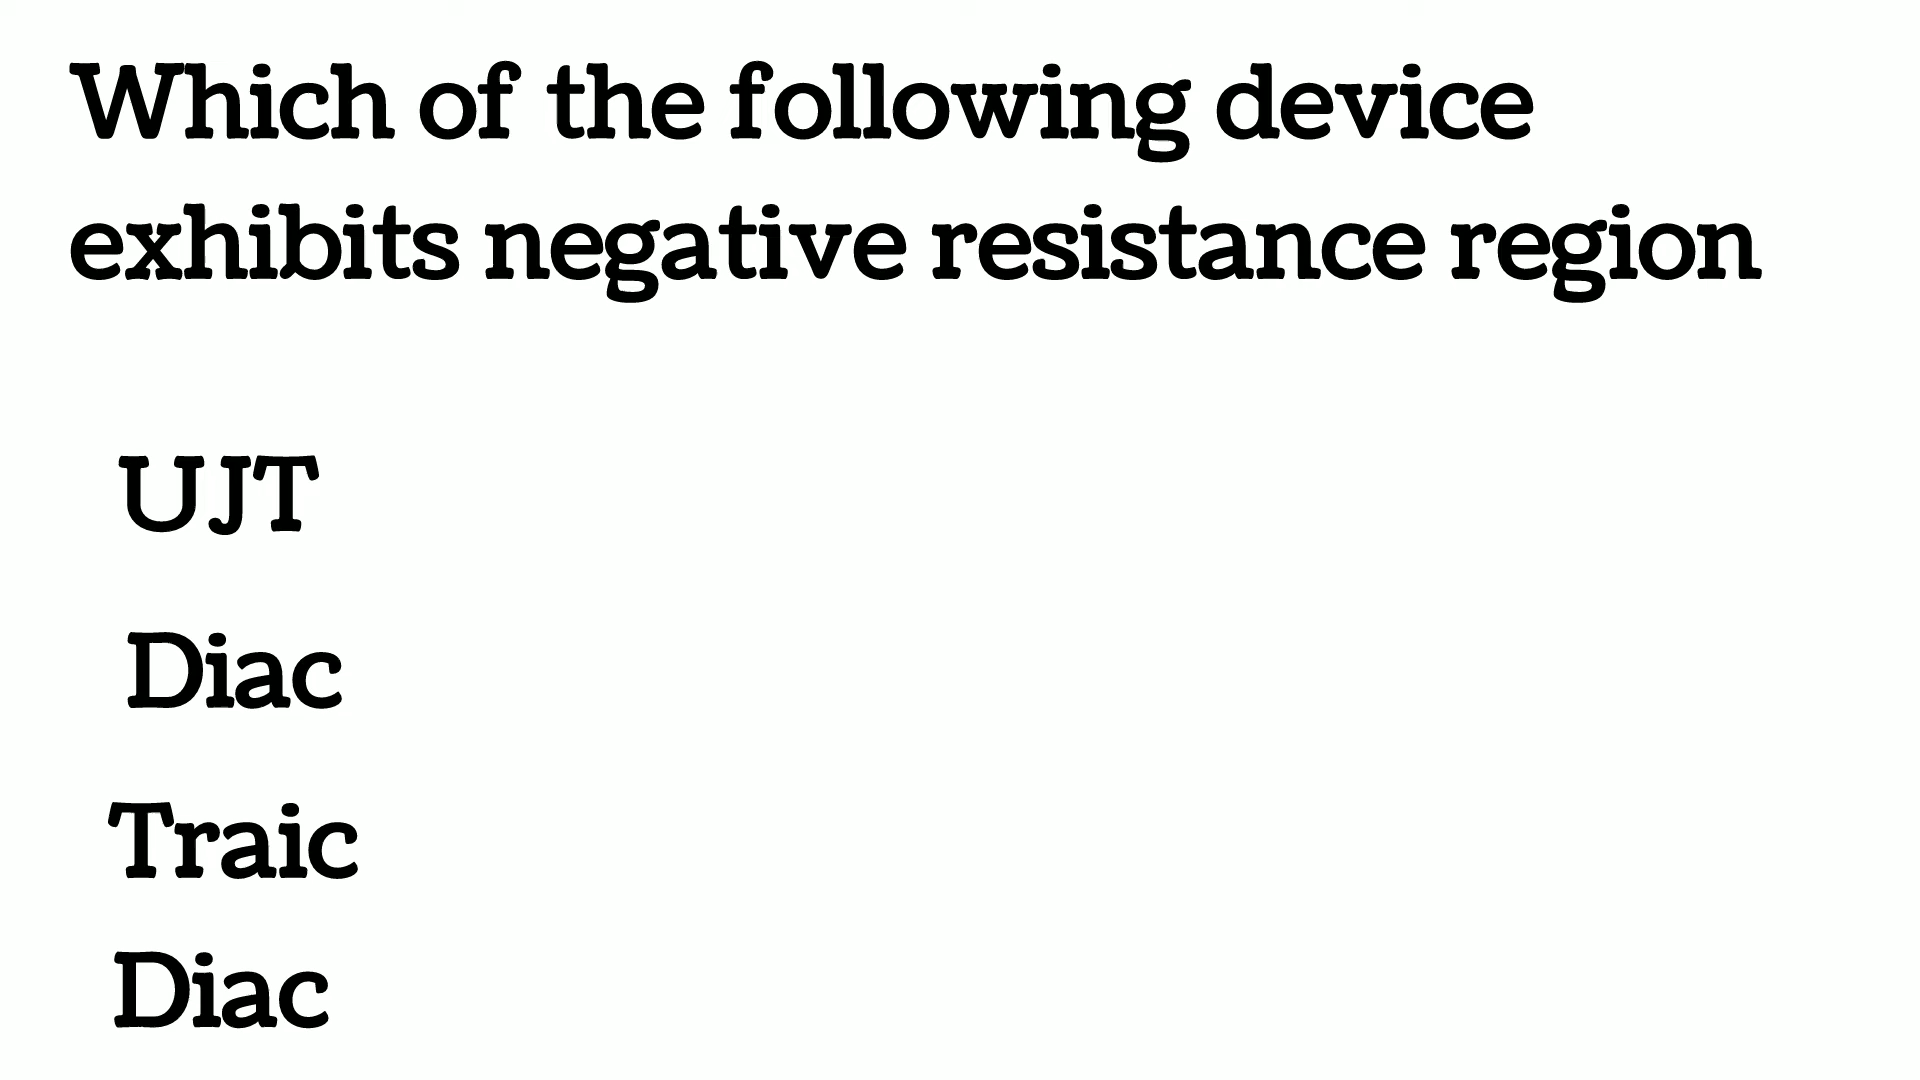 Which of the following device
exhibits negative resistance region
UJT
Diac
Traic
Diac